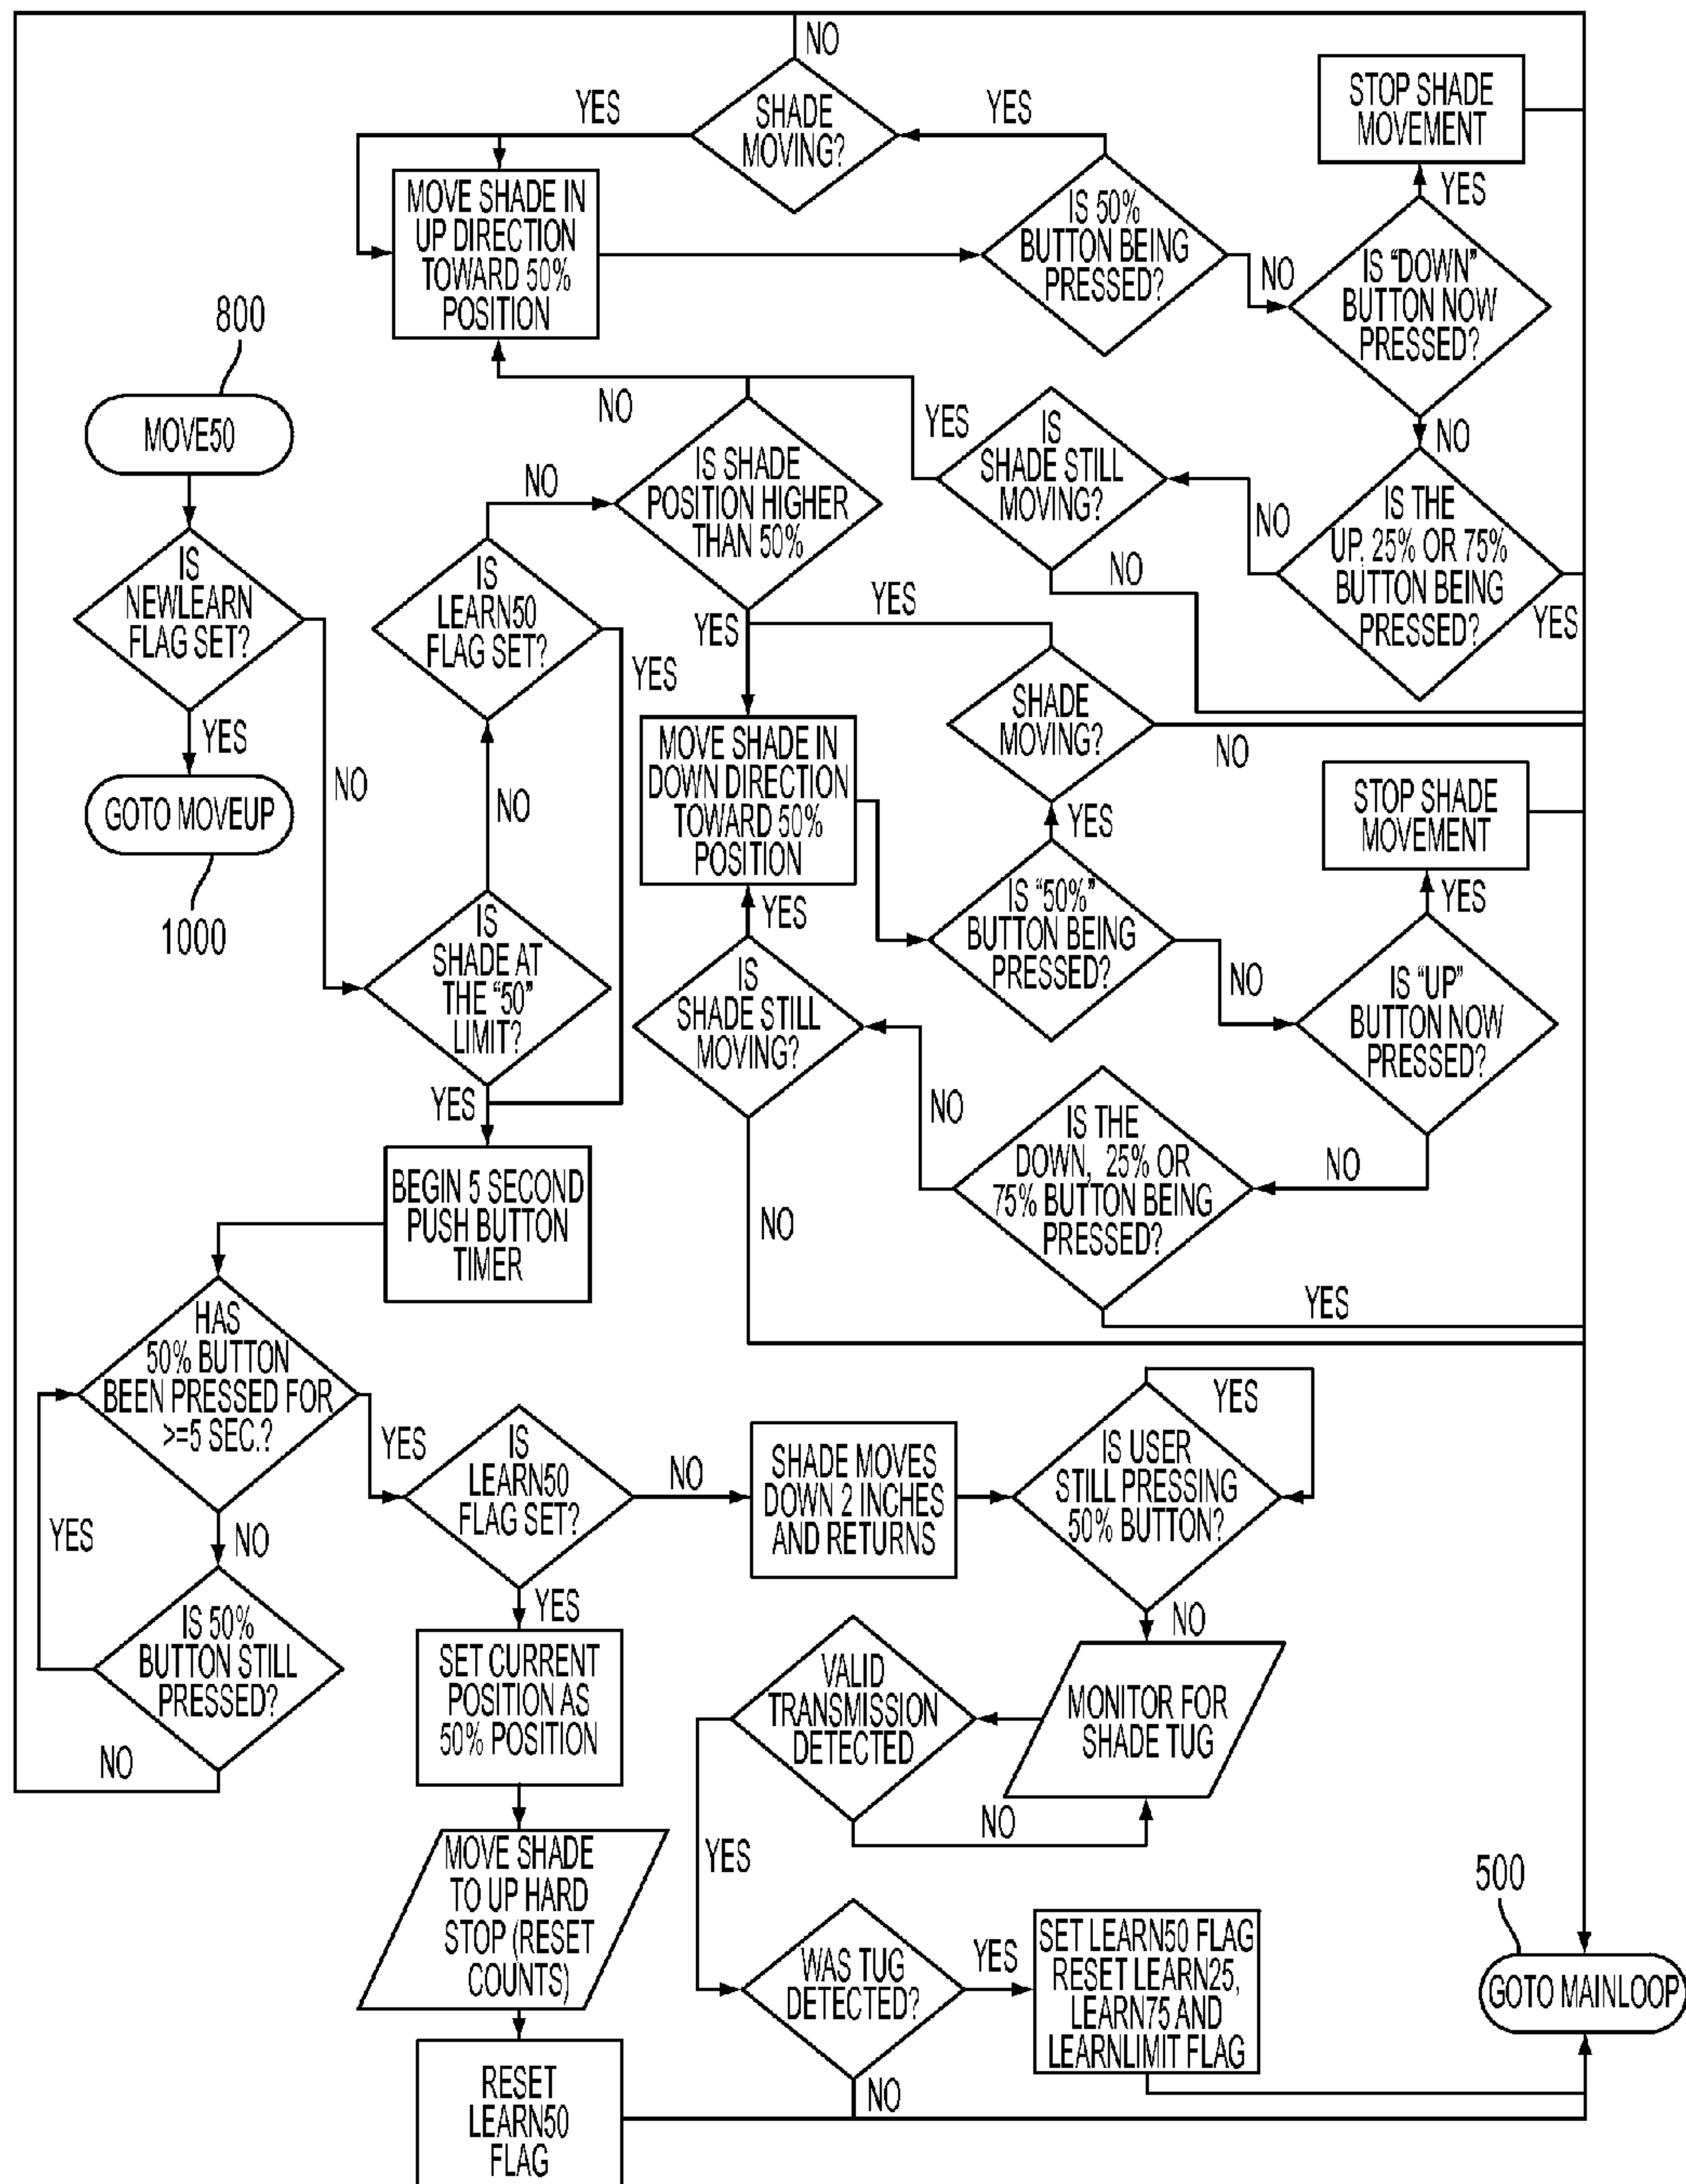 NO
SHADE
MOVING?
YES
YES
STOP SHADE
MOVEMENT
YES
MOVE SHADE IN
UP DIRECTION
TOWARD 50%
POSITION
IS 50%
BUTTON BEING
PRESSED?
NO
IS "DOWN"
BUTTON NOW
PRESSED?
NO
800
MOVE50
IS
NEWLEARN
FLAG SET?
YES
GOTO MOVEUP
1000
NO
NO
IS SHADE
POSITION HIGHER
THAN 50%
NO
YES
IS
SHADE STILL
MOVING?
YES
NO
IS THE
UP, 25% OR 75%
BUTTON BEING
PRESSED?
NO
YES
IS
LEARN50
FLAG SET?
YES
NO
IS
SHADE AT
THE "50"
LIMIT?
YES
YES
SHADE
MOVING?
NO
MOVE SHADE IN
DOWN DIRECTION
TOWARD 50%
POSITION
YES
STOP SHADE
MOVEMENT
YES
IS "50%"
BUTTON BEING
PRESSED?
NO
IS "UP"
BUTTON NOW
PRESSED?
NO
YES
IS
SHADE STILL
MOVING?
NO
NO
IS THE
DOWN, 25% OR
75% BUTTON BEING
PRESSED?
YES
BEGIN 5 SECOND
PUSH BUTTON
TIMER
HAS
50% BUTTON
BEEN PRESSED FOR
>=5 SEC.?
YES
NO
YES
IS 50%
BUTTON STILL
PRESSED?
NO
IS
LEARN50
FLAG SET?
NO
YES
SHADE MOVES
DOWN 2 INCHES
AND RETURNS
IS USER
STILL PRESSING
50% BUTTON?
YES
NO
SET CURRENT
POSITION AS
50% POSITION
VALID
TRANSMISSION
DETECTED
NO
YES
MONITOR FOR
SHADE TUG
MOVE SHADE
TO UP HARD
STOP (RESET
COUNTS)
WAS TUG
DETECTED?
YES
NO
SET LEARN50 FLAG
RESET LEARN25,
LEARN75 AND
LEARNLIMIT FLAG
500
GOTO MAINLOOP
RESET
LEARN50
FLAG